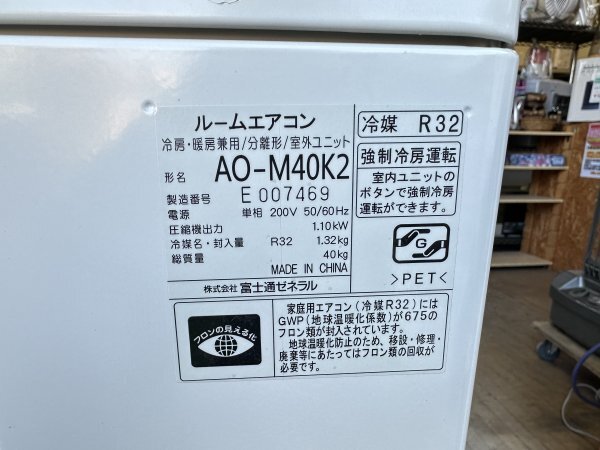 ルームエアコン
冷房・暖房兼用/分離形/室外ユニット
形名 AO-M40K2
製造番号 E 007469
電源 単相 200V 50/60Hz
圧縮機出力 1.10kW
冷媒名・封入量 R32 1.32kg
総質量 40kg
MADE IN CHINA
株式会社 富士通ゼネラル
冷媒 R32
強制冷房運転
室内ユニットの
ボタンで強制冷房
運転ができます。
G
>PET<
フロンの見える化
家庭用エアコン(冷媒R32)には
GWP(地球温暖化係数)が675の
フロン類が封入されています。
地球温暖化防止のため、移設・修理・
廃棄等にあたってはフロン類の回収が
必要です。